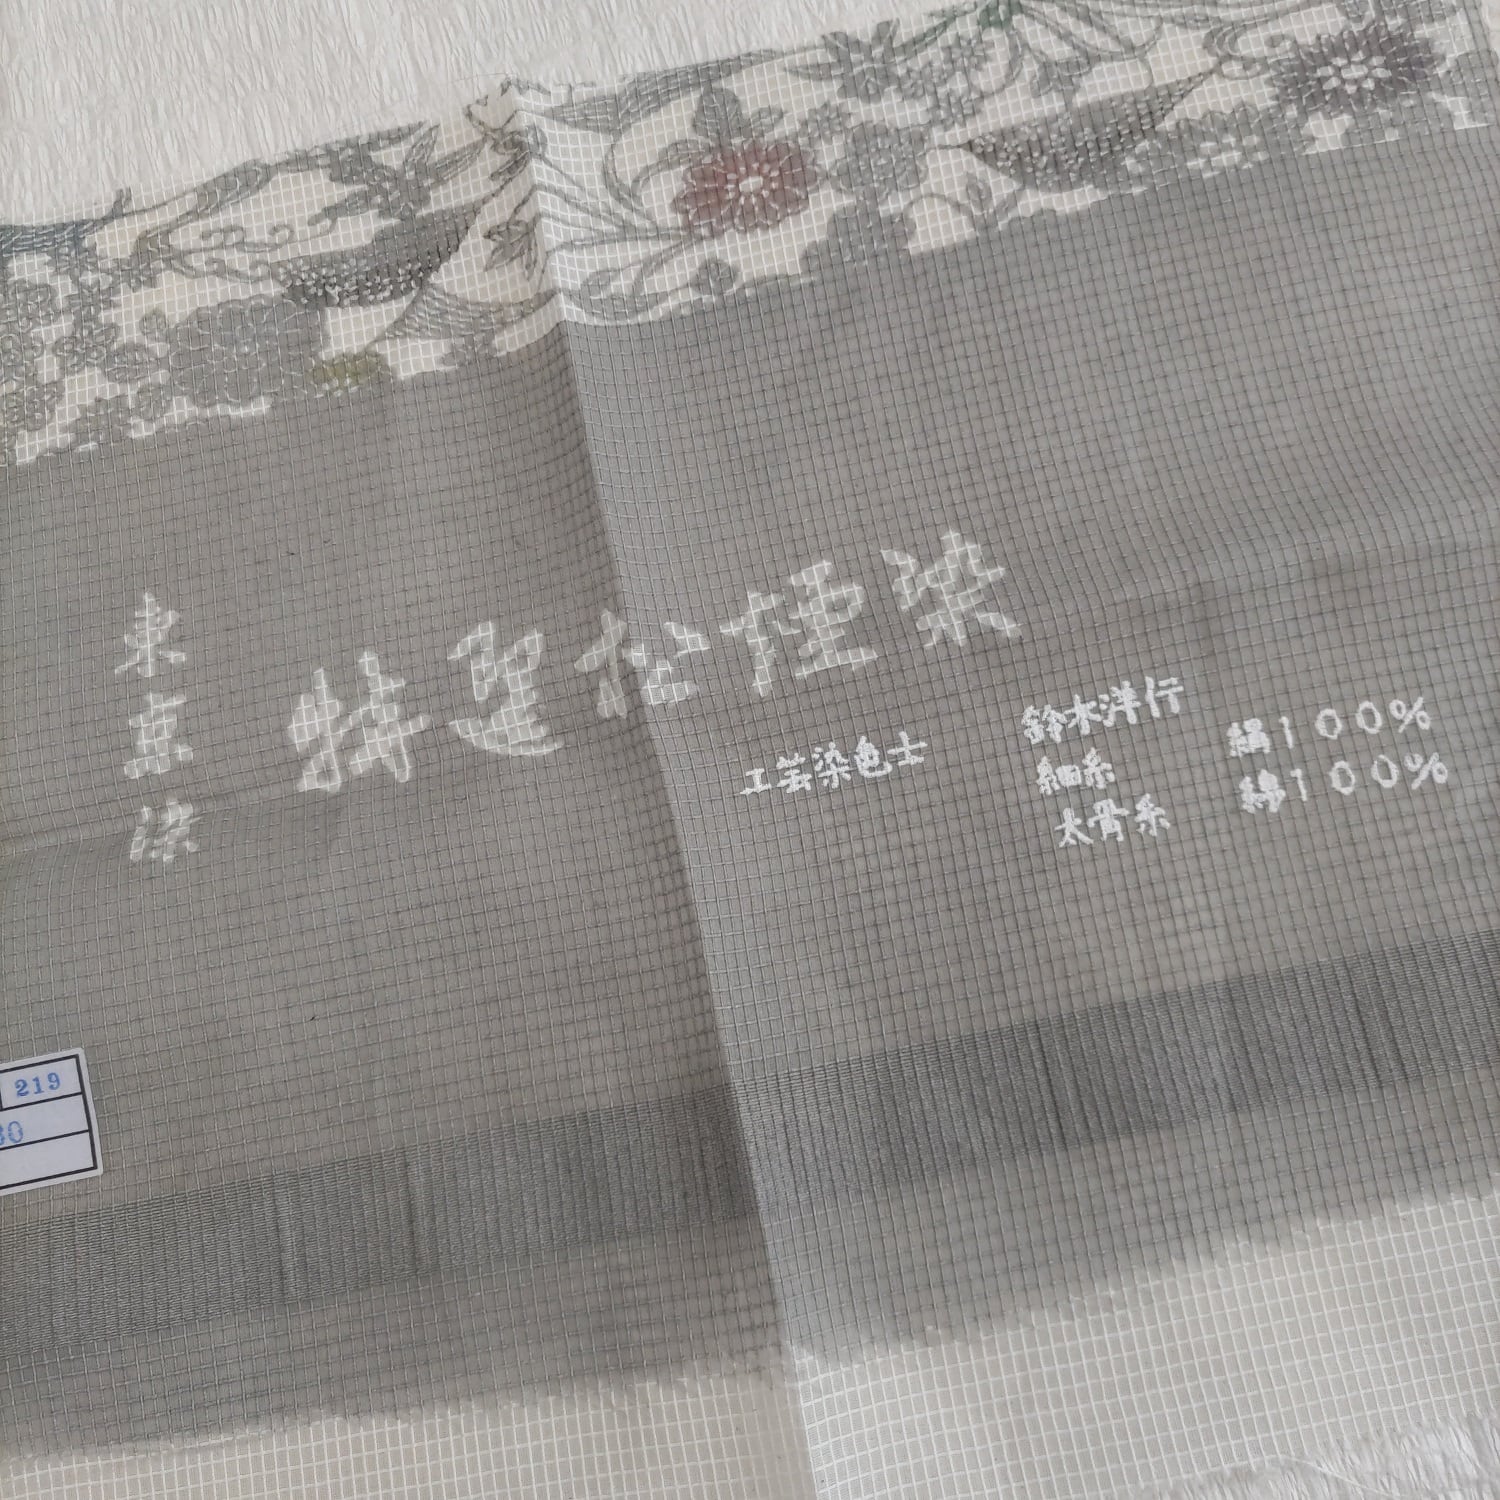 東京染
特選松煙染
工芸染色士
鈴木洋行
細糸 絹100%
太骨糸 綿100%
219
30